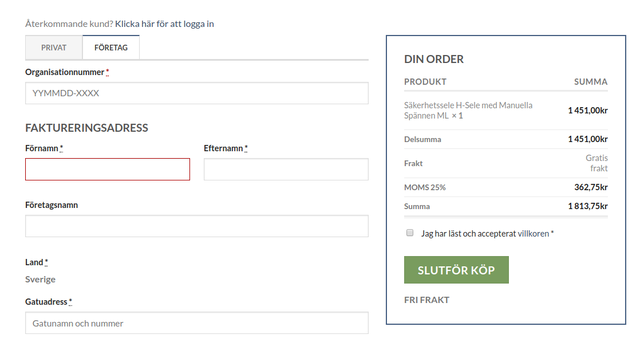 Återkommande kund? Klicka här för att logga in
PRIVAT FÖRETAG
Organisationnummer *
YYMMDD-XXXX
FAKTURERINGSADRESS
Förnamn * Efternamn *
Företagsnamn
Land *
Sverige
Gatuadress *
Gatunamn och nummer
DIN ORDER
PRODUKT SUMMA
Säkerhetssele H-Sele med Manuella
Spännen ML × 1 1 451,00kr
Delsumma 1 451,00kr
Frakt Gratis
frakt
MOMS 25% 362,75kr
Summa 1 813,75kr
Jag har läst och accepterat villkoren *
SLUTFÖR KÖP
FRI FRAKT